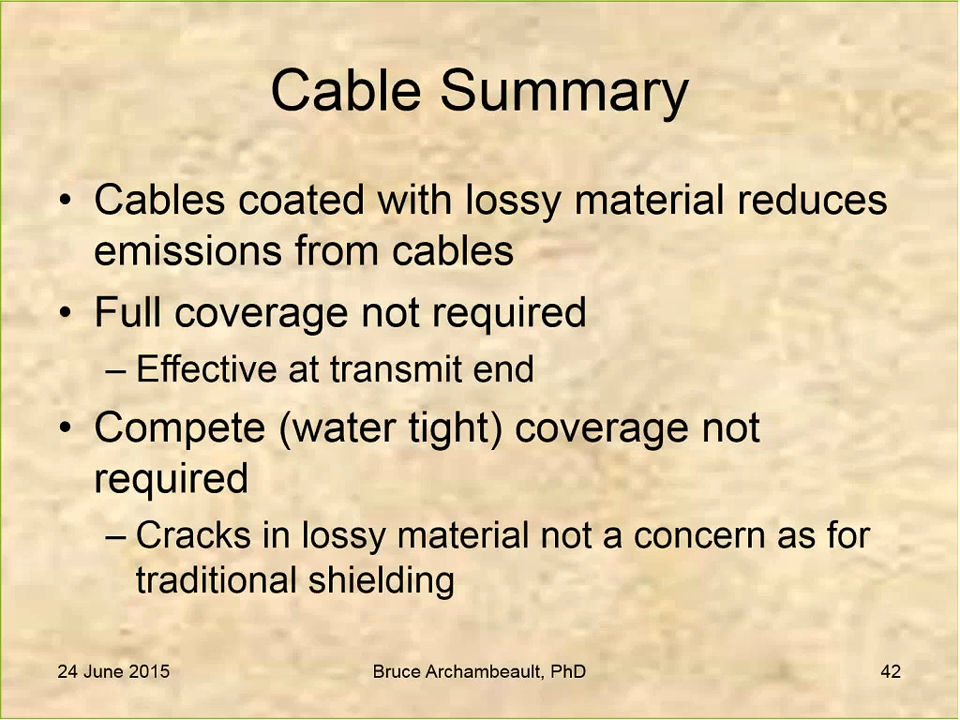 Cable Summary
• Cables coated with lossy material reduces
emissions from cables
• Full coverage not required
– Effective at transmit end
• Compete (water tight) coverage not
required
– Cracks in lossy material not a concern as for
traditional shielding
24 June 2015
Bruce Archambeault, PhD
42